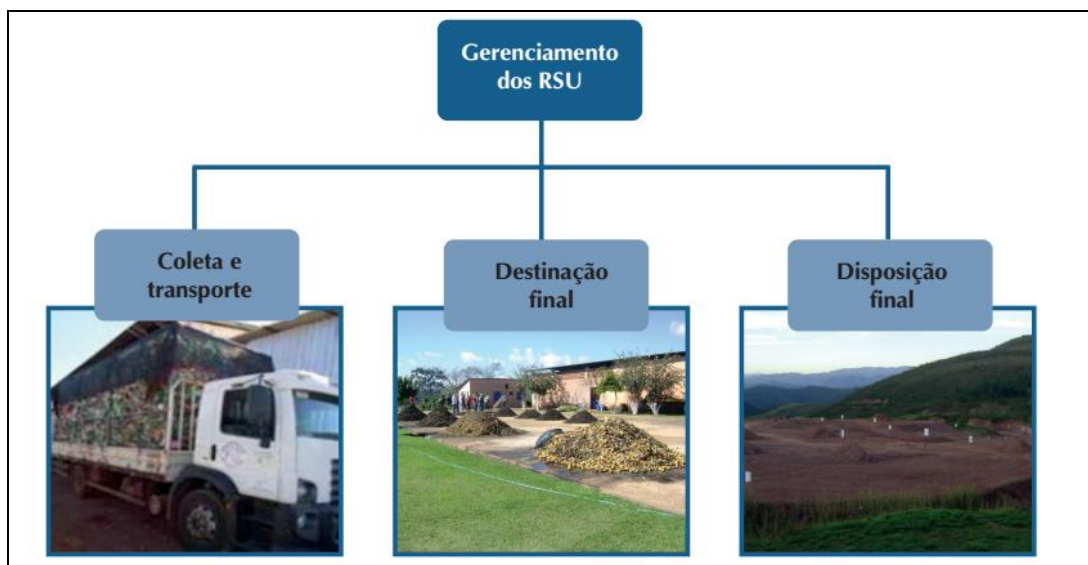 Gerenciamento
dos RSU
Coleta e
transporte
Destinação
final
Disposição
final